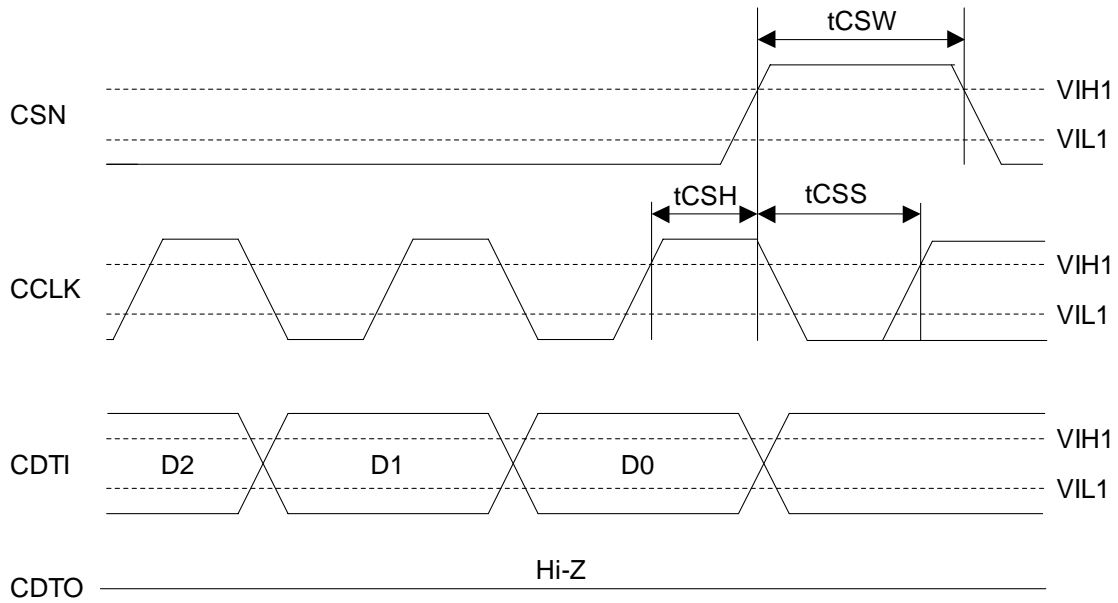 tCSW
VIH1
CSN
VIL1
tCSH
tCSS
VIH1
CCLK
VIL1
VIH1
CDTI
D2
D1
D0
VIL1
Hi-Z
CDTO